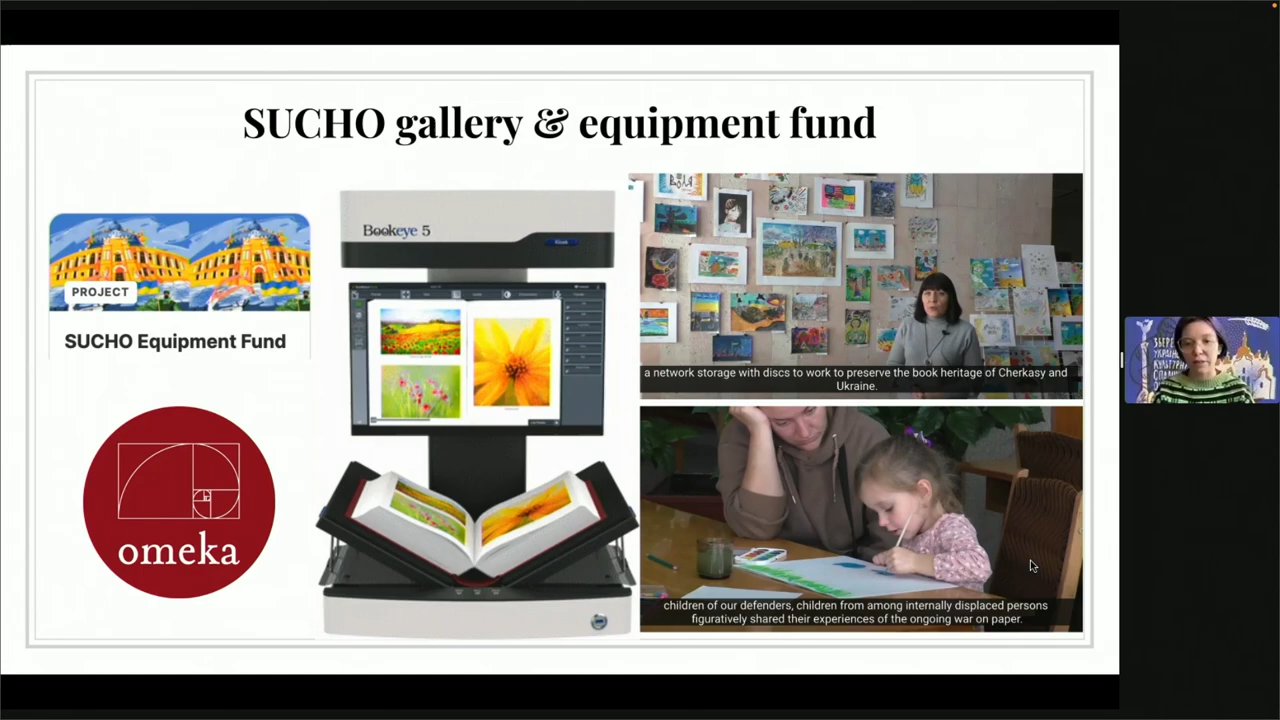 SUCHO gallery & equipment fund
PROJECT
SUCHO Equipment Fund
omeka
Bookeye 5
Kiosk
ВОЛЯ
a network storage with discs to work to preserve the book heritage of Cherkasy and
Ukraine.
children of our defenders, children from among internally displaced persons
figuratively shared their experiences of the ongoing war on paper.